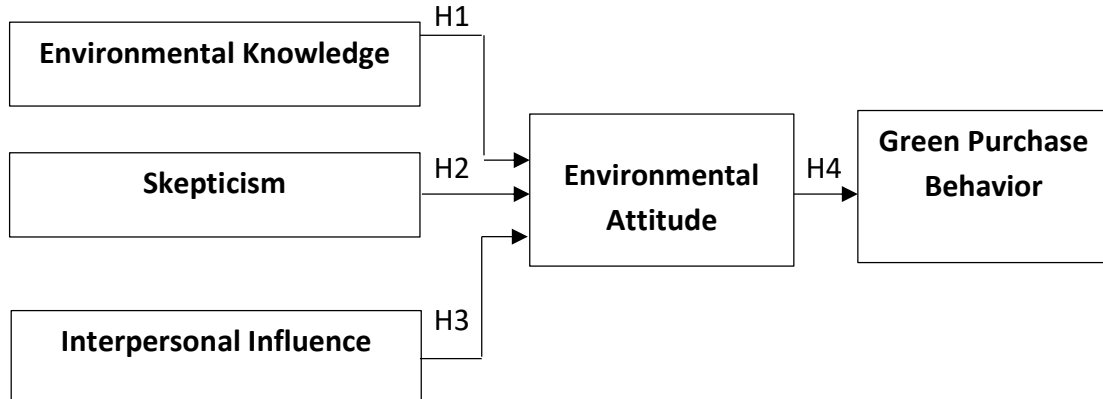 H1
Environmental Knowledge
Skepticism
H2
Interpersonal Influence
H3
Environmental
Attitude
H4
Green Purchase
Behavior